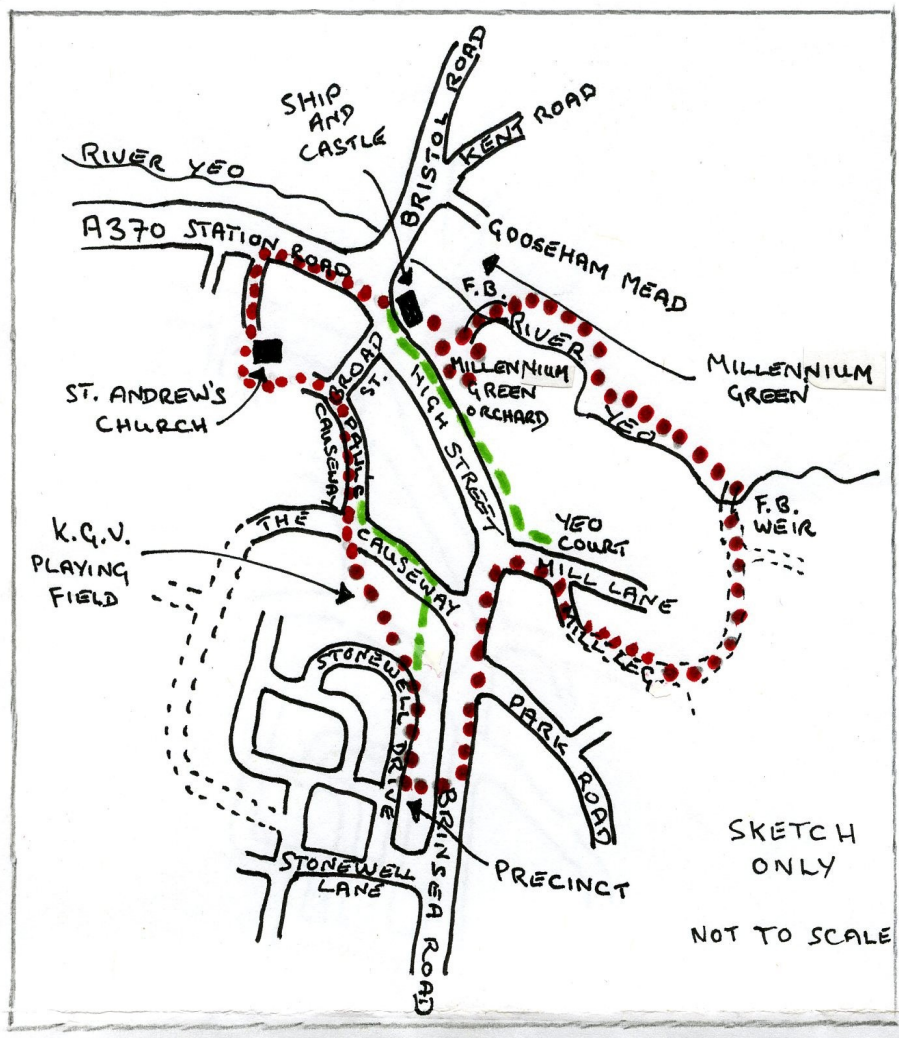 SHIP
AND
CASTLE
BRISTOL ROAD
KENT ROAD
RIVER YEO
A370 STATION ROAD
GOOSEHAM MEAD
F.B.
RIVER
YEO
MILLENNIUM
GREEN
MILLENNIUM
GREEN
ORCHARD
ST. ANDREW'S
CHURCH
BROAD
ST.
HIGH STREET
PAULS
CAUSEWAY
THE
CAUSEWAY
F.B.
WEIR
YEO
COURT
K.G.V.
PLAYING
FIELD
MILL LANE
MILL LEG
STONEWELL DRIVE
PARK
ROAD
SKETCH
ONLY
PRECINCT
STONEWELL
LANE
BRINSEA ROAD
NOT TO SCALE